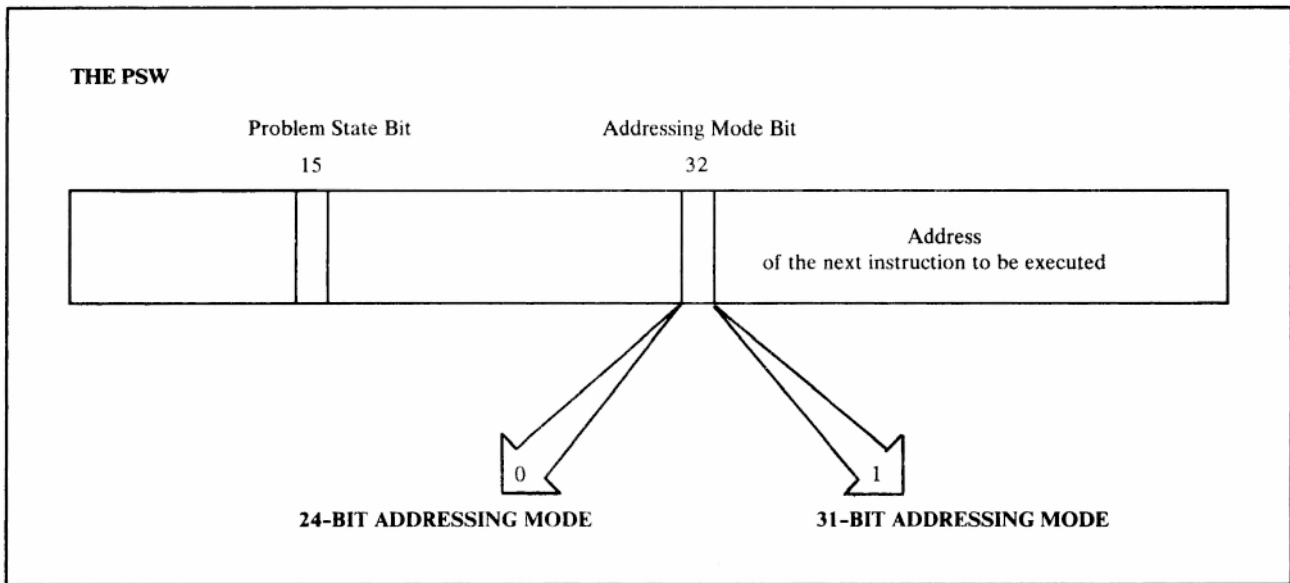 THE PSW
Problem State Bit
Addressing Mode Bit
15
32
Address
of the next instruction to be executed
0
1
24-BIT ADDRESSING MODE
31-BIT ADDRESSING MODE